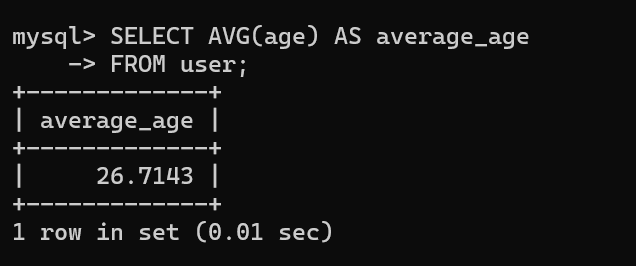 mysql> SELECT AVG(age) AS average_age
    -> FROM user;
+-------------+
| average_age |
+-------------+
|     26.7143 |
+-------------+
1 row in set (0.01 sec)